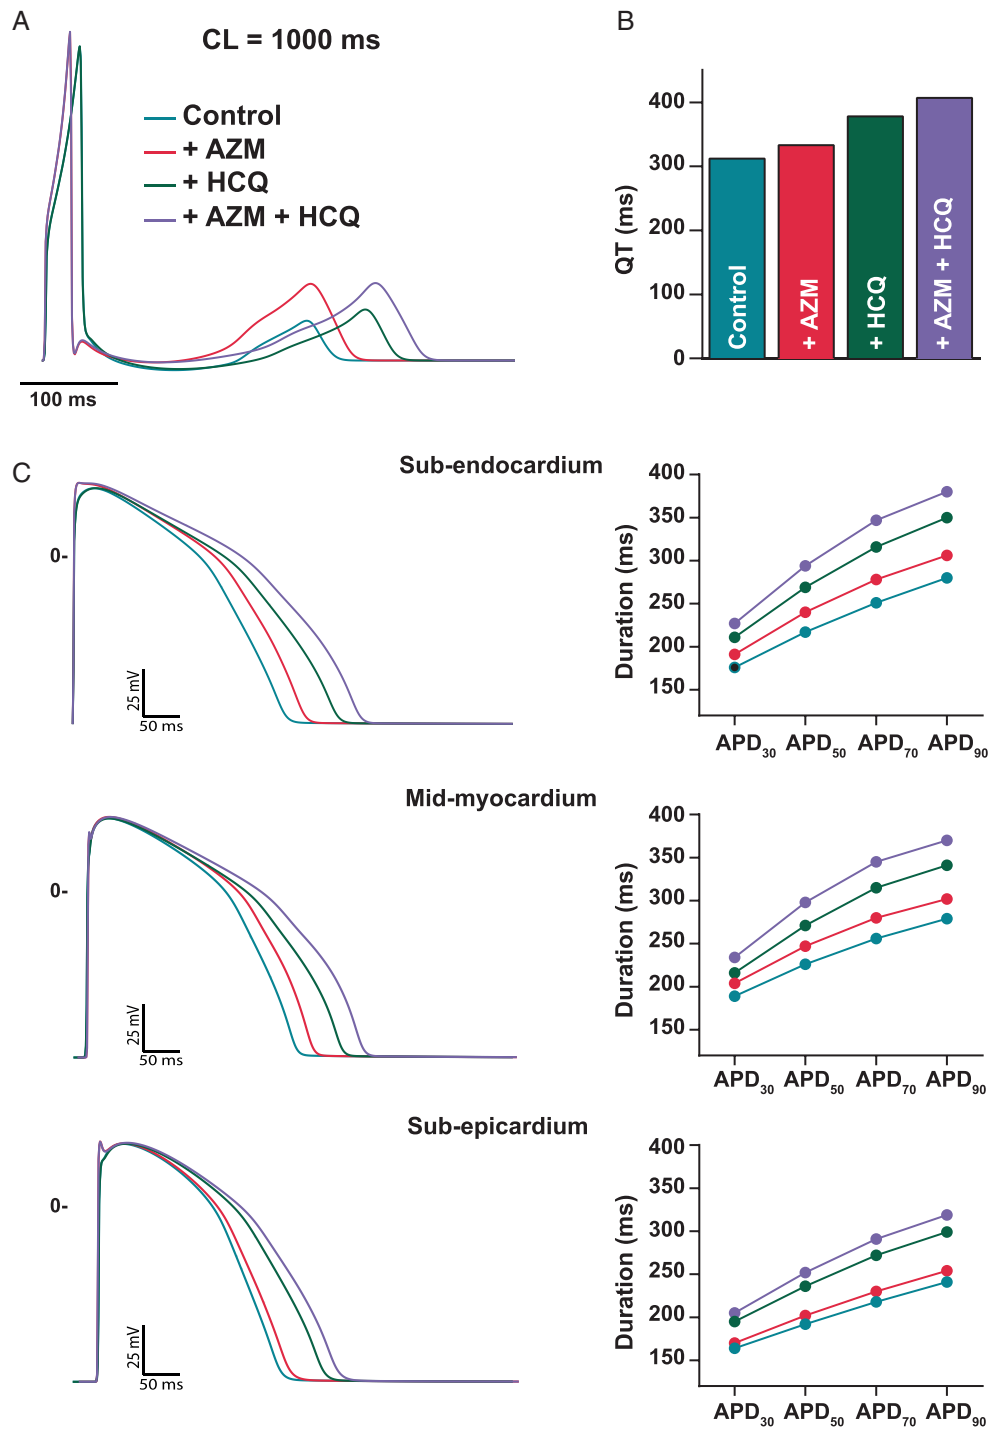 A
CL = 1000 ms
Control
+ AZM
+ HCQ
+ AZM + HCQ
100 ms
B
QT (ms)
400
300
200
100
0
Control
+ AZM
+ HCQ
+ AZM + HCQ
C
Sub-endocardium
0-
25 mV
50 ms
Duration (ms)
400
350
300
250
200
150
APD30 APD50 APD70 APD90
Mid-myocardium
0-
25 mV
50 ms
Duration (ms)
400
350
300
250
200
150
APD30 APD50 APD70 APD90
Sub-epicardium
0-
25 mV
50 ms
Duration (ms)
400
350
300
250
200
150
APD30 APD50 APD70 APD90